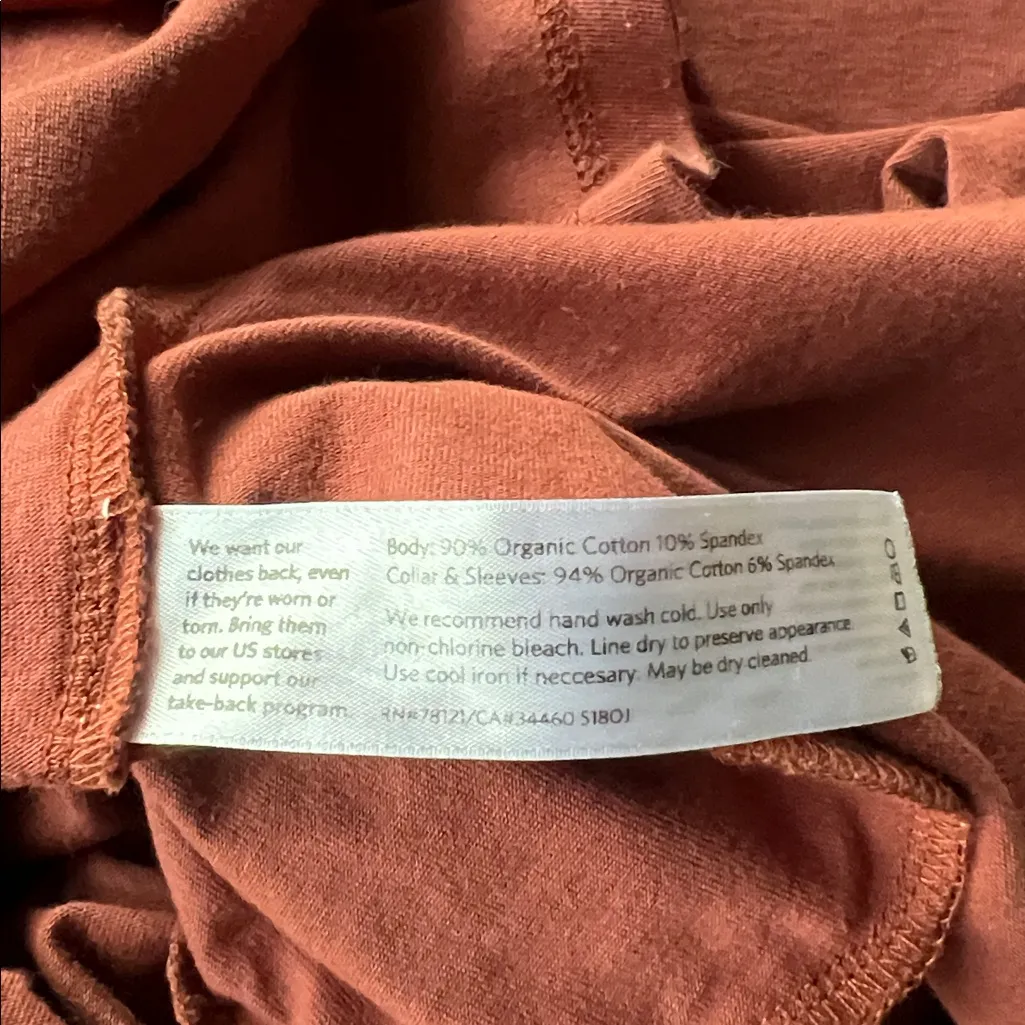 We want our
clothes back, even
if they're worn or
torn. Bring them
to our US stores
and support our
take-back program.
Body: 90% Organic Cotton 10% Spandex
Collar & Sleeves: 94% Organic Cotton 6% Spandex
We recommend hand wash cold. Use only
non-chlorine bleach. Line dry to preserve appearance
Use cool iron if neccesary. May be dry cleaned.
RN#78121/CA#34460 S18OJ